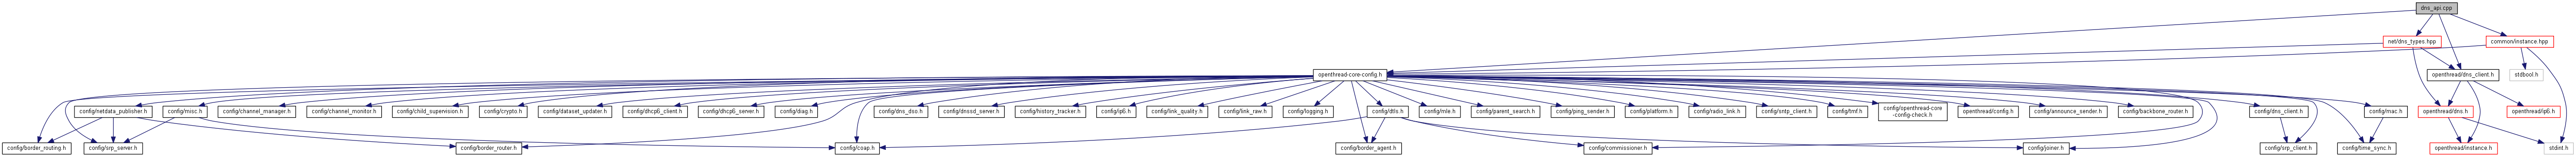 dns_api.cpp
net/dns_types.hpp
common/instance.hpp
openthread-core-config.h
openthread/dns_client.h
stdbool.h
config/netdata_publisher.h
config/misc.h
config/channel_manager.h
config/channel_monitor.h
config/child_supervision.h
config/crypto.h
config/dataset_updater.h
config/dhcp6_client.h
config/dhcp6_server.h
config/diag.h
config/dns_dso.h
config/dnssd_server.h
config/history_tracker.h
config/ip6.h
config/link_quality.h
config/link_raw.h
config/logging.h
config/dtls.h
config/mle.h
config/parent_search.h
config/ping_sender.h
config/platform.h
config/radio_link.h
config/sntp_client.h
config/tmf.h
config/openthread-core
-config-check.h
openthread/config.h
config/announce_sender.h
config/backbone_router.h
config/dns_client.h
config/mac.h
openthread/dns.h
openthread/ip6.h
config/border_routing.h
config/srp_server.h
config/border_router.h
config/coap.h
config/border_agent.h
config/commissioner.h
config/joiner.h
config/srp_client.h
config/time_sync.h
openthread/instance.h
stdint.h